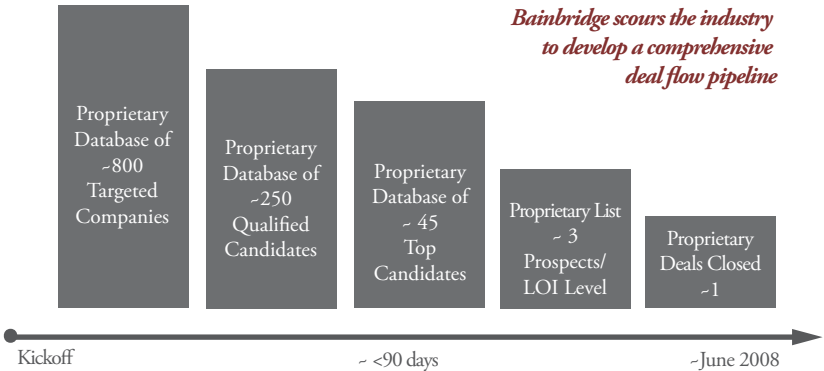 Bainbridge scours the industry
to develop a comprehensive
deal flow pipeline
Proprietary
Database of
~800
Targeted
Companies
Proprietary
Database of
~250
Qualified
Candidates
Proprietary
Database of
~ 45
Top
Candidates
Proprietary List
~ 3
Prospects/
LOI Level
Proprietary
Deals Closed
~1
Kickoff
~ <90 days
~June 2008